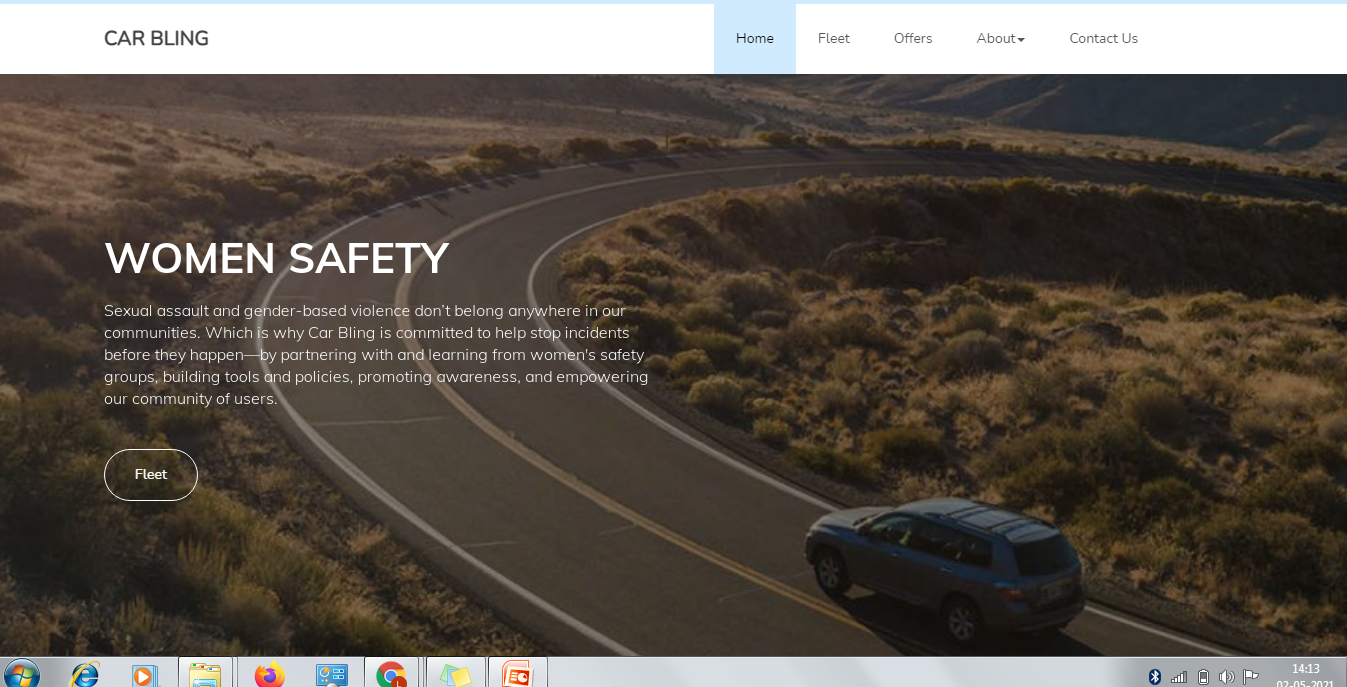 CAR BLING
Home
Fleet
Offers
About
Contact Us
WOMEN SAFETY
Sexual assault and gender-based violence don’t belong anywhere in our
communities. Which is why Car Bling is committed to help stop incidents
before they happen—by partnering with and learning from women's safety
groups, building tools and policies, promoting awareness, and empowering
our community of users.
Fleet
14:13
02-05-2021